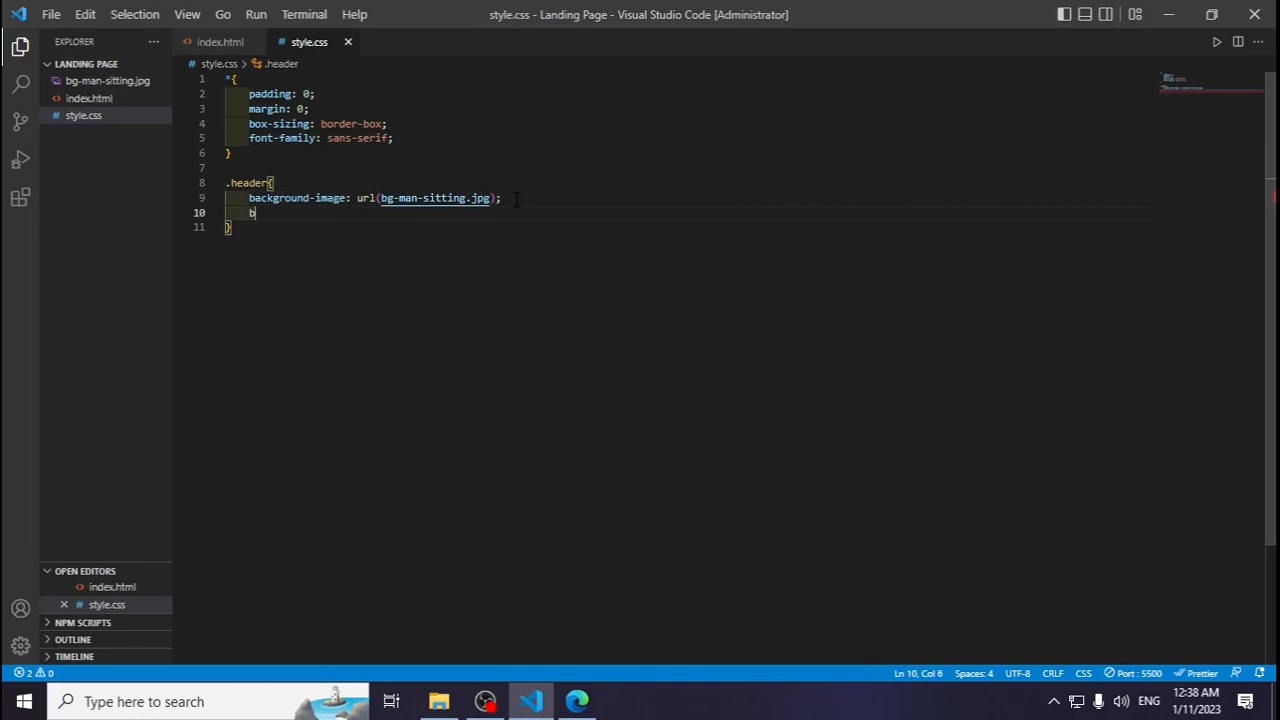 File Edit Selection View Go Run Terminal Help style.css - Landing Page - Visual Studio Code [Administrator]
EXPLORER
index.html style.css
LANDING PAGE
bg-man-sitting.jpg
index.html
style.css
style.css > .header
1 *{
2 padding: 0;
3 margin: 0;
4 box-sizing: border-box;
5 font-family: sans-serif;
6 }
7
8 .header{
9 background-image: url(bg-man-sitting.jpg);
10 b
11 }
OPEN EDITORS
index.html
style.css
NPM SCRIPTS
OUTLINE
TIMELINE
2 0 Ln 10, Col 6 Spaces: 4 UTF-8 CRLF CSS Port : 5500 Prettier
Type here to search
ENG
12:38 AM
1/11/2023